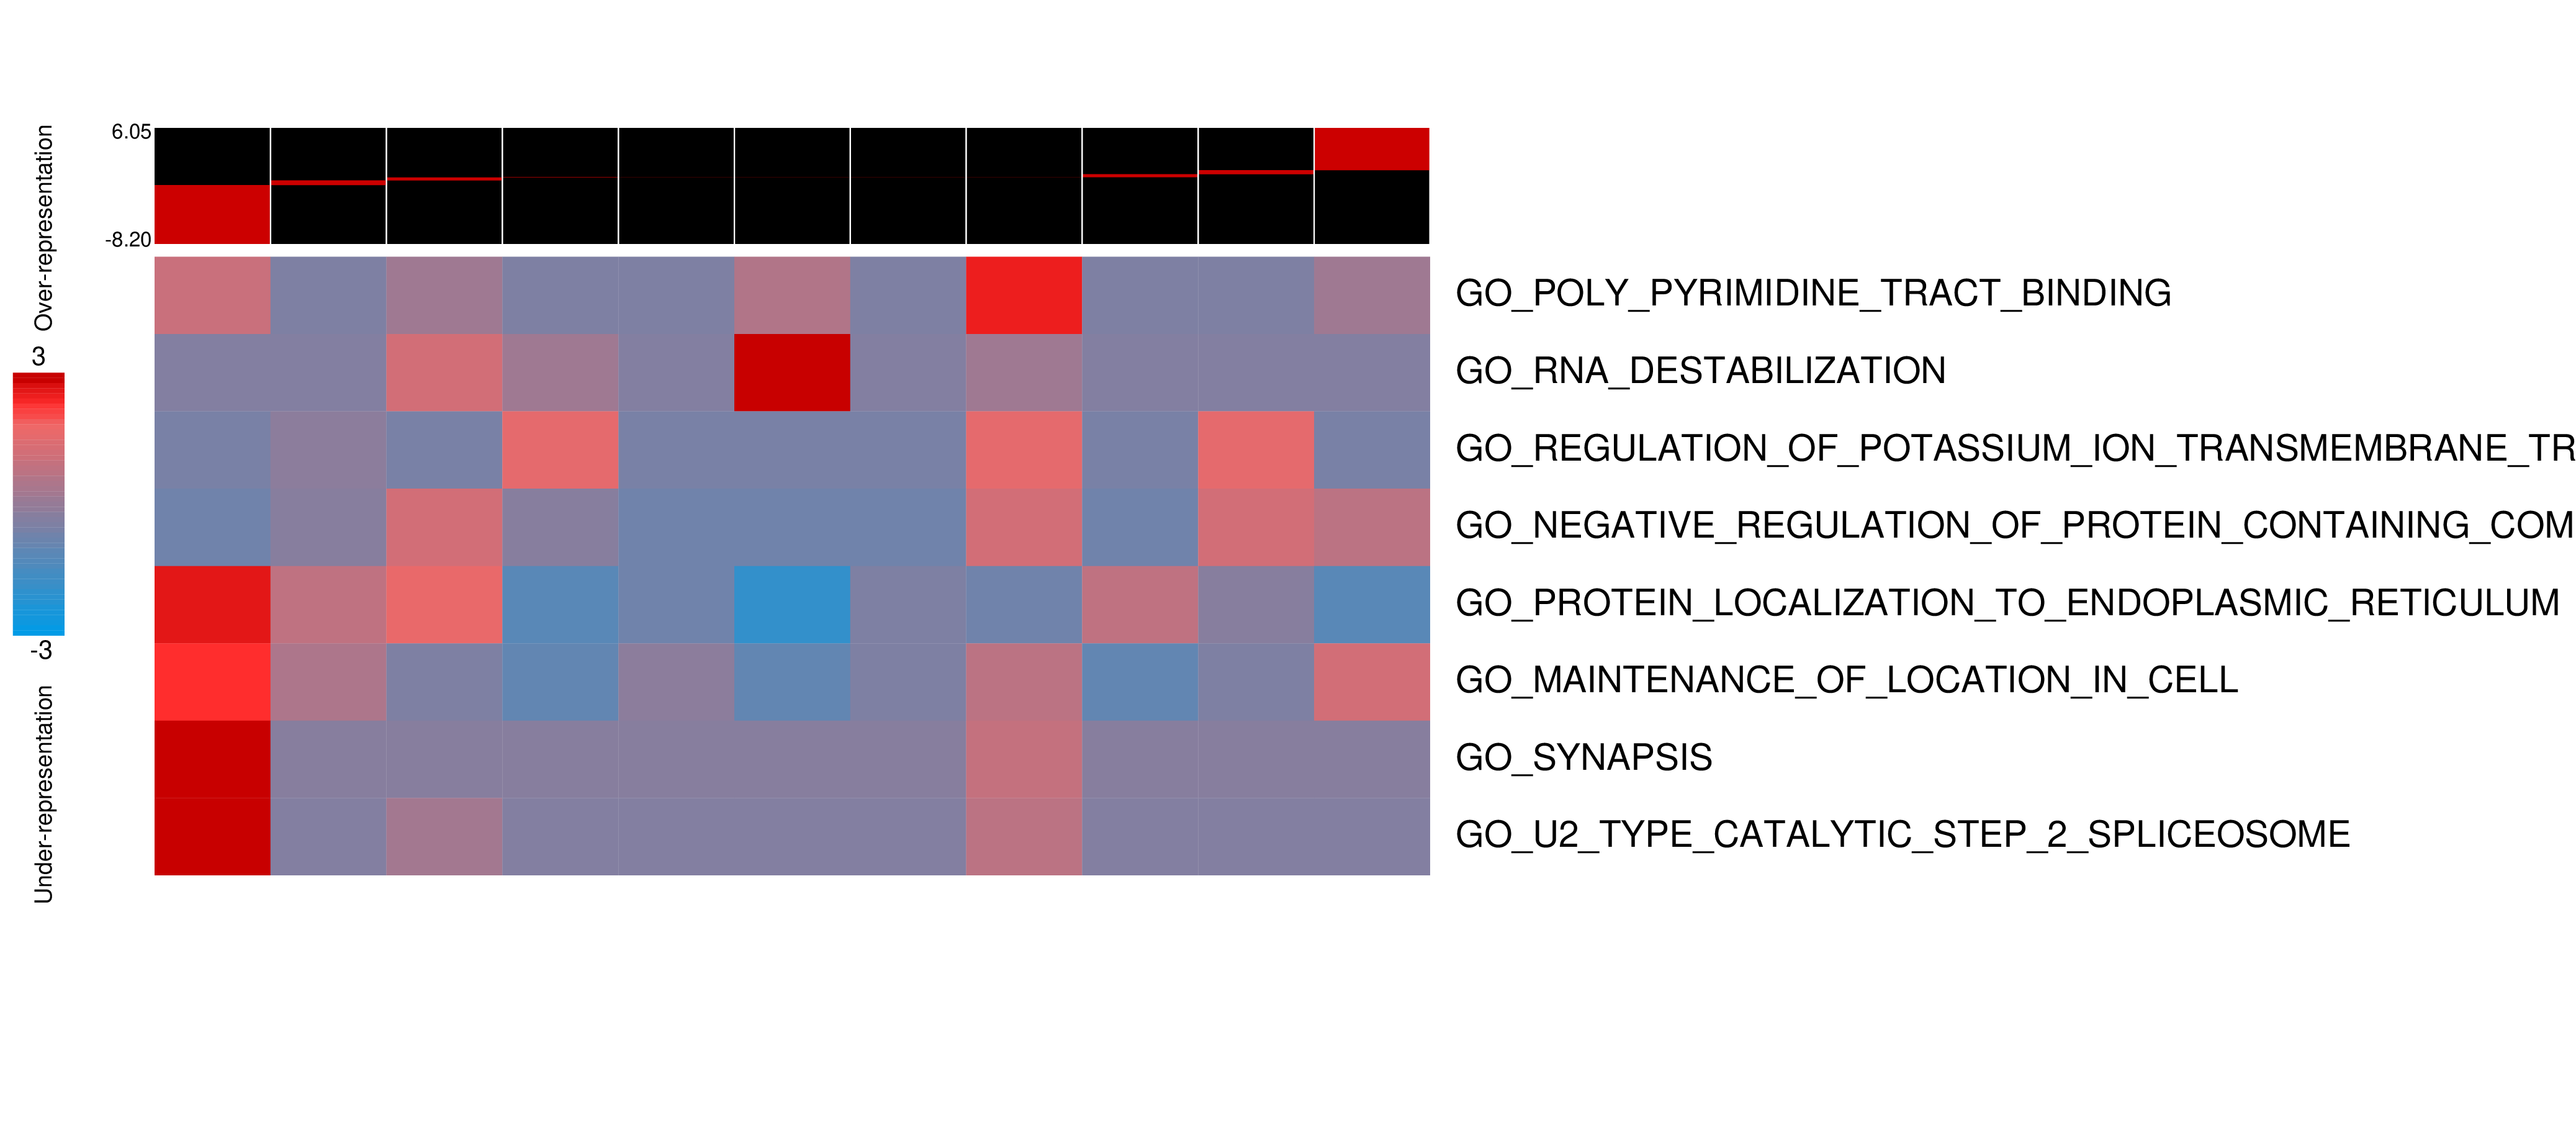 Over-representation
3
-3
Under-representation
6.05
-8.20
GO_POLY_PYRIMIDINE_TRACT_BINDING
GO_RNA_DESTABILIZATION
GO_REGULATION_OF_POTASSIUM_ION_TRANSMEMBRANE_TR
GO_NEGATIVE_REGULATION_OF_PROTEIN_CONTAINING_COM
GO_PROTEIN_LOCALIZATION_TO_ENDOPLASMIC_RETICULUM
GO_MAINTENANCE_OF_LOCATION_IN_CELL
GO_SYNAPSIS
GO_U2_TYPE_CATALYTIC_STEP_2_SPLICEOSOME